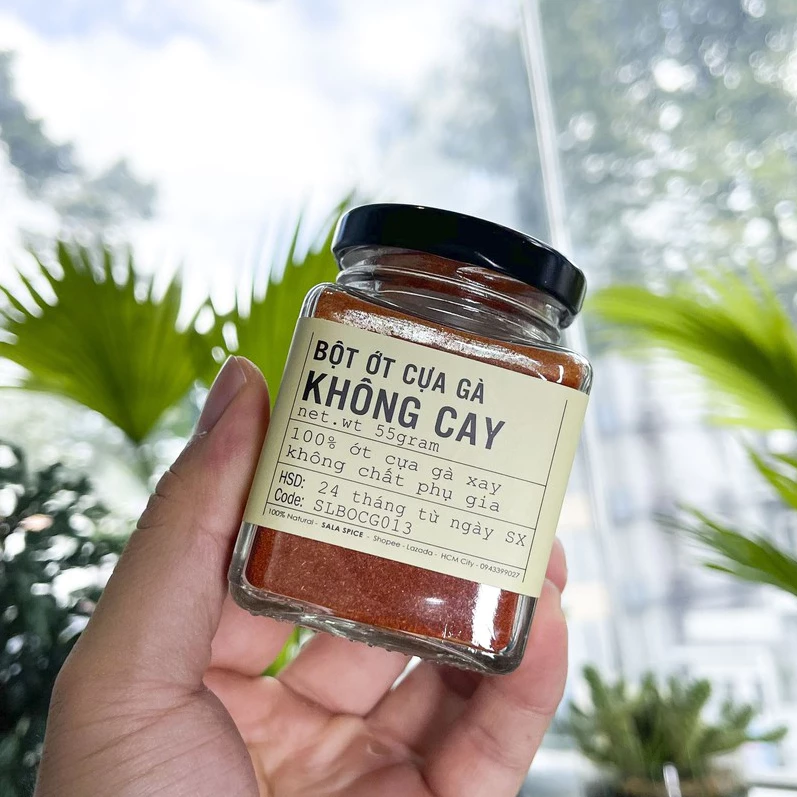 BỘT ỚT CỰA GÀ
KHÔNG CAY
net.wt 55gram
100% ớt cựa gà xay
không chất phụ gia
HSD: 24 tháng từ ngày SX
Code: SLBOCG013
100% Natural - SALA SPICE - Shopee - Lazada - HCM City - 0943399027